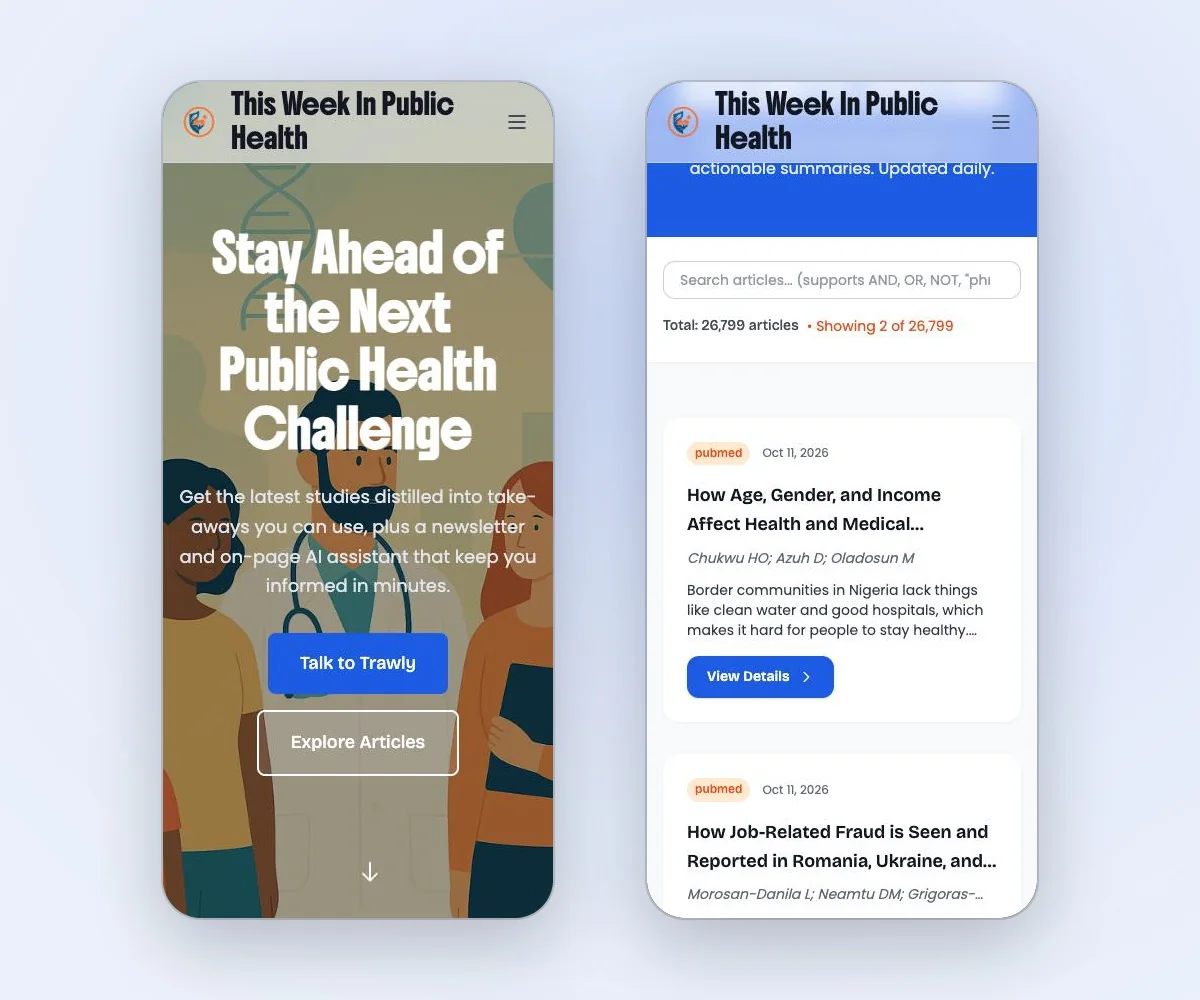 This Week In Public
Health
Stay Ahead of
the Next
Public Health
Challenge
Get the latest studies distilled into take-
aways you can use, plus a newsletter
and on-page AI assistant that keep you
informed in minutes.
Talk to Trawly
Explore Articles
This Week In Public
Health
actionable summaries. Updated daily.
Search articles... (supports AND, OR, NOT, "phr
Total: 26,799 articles • Showing 2 of 26,799
pubmed Oct 11, 2026
How Age, Gender, and Income
Affect Health and Medical...
Chukwu HO; Azuh D; Oladosun M
Border communities in Nigeria lack things
like clean water and good hospitals, which
makes it hard for people to stay healthy....
View Details
pubmed Oct 11, 2026
How Job-Related Fraud is Seen and
Reported in Romania, Ukraine, and...
Morosan-Danila L; Neamtu DM; Grigoras-...